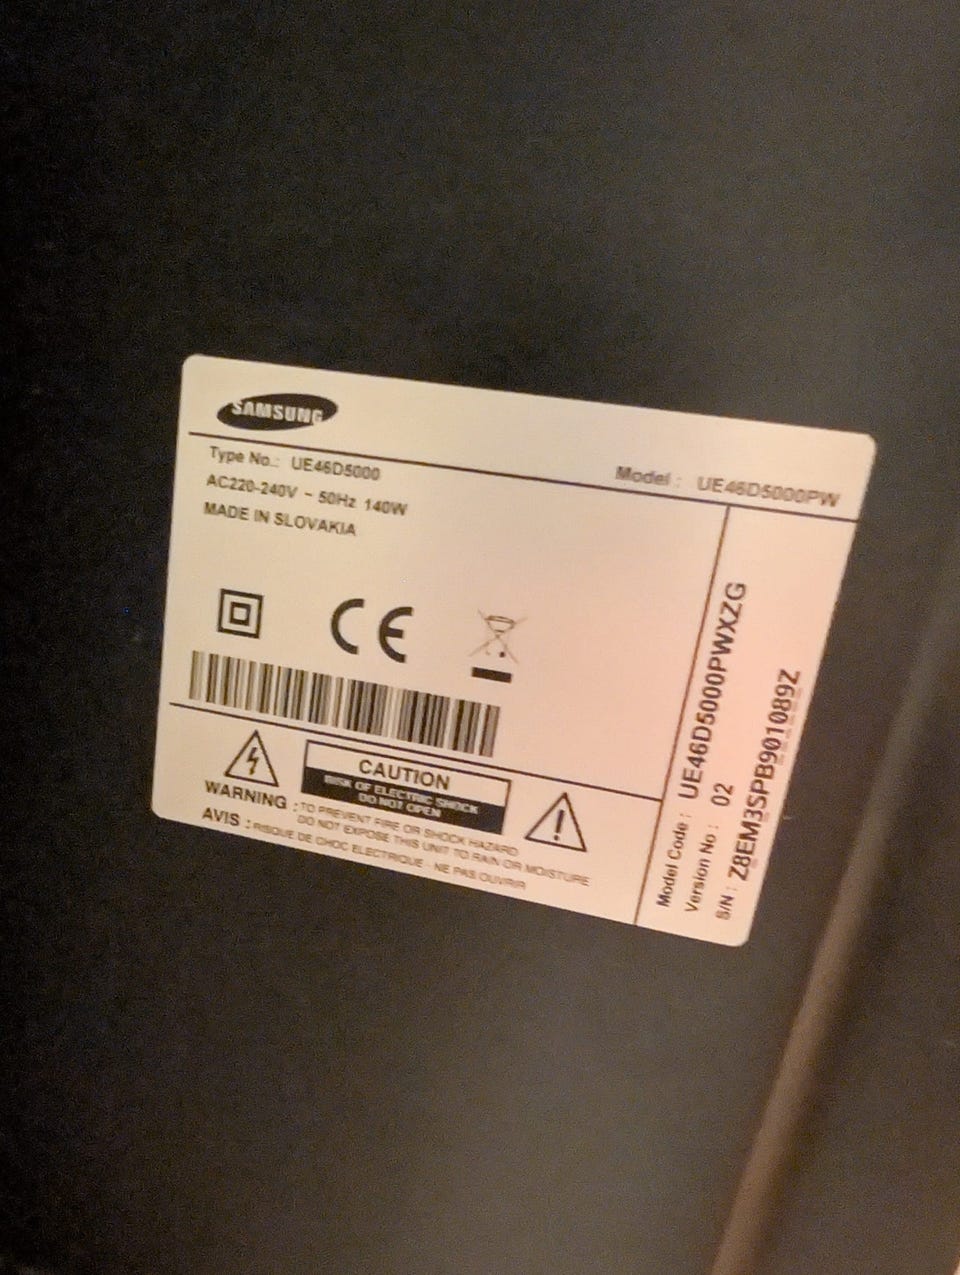 SAMSUNG
Type No.: UE46D5000
Model : UE46D5000PW
AC220-240V ~ 50Hz 140W
MADE IN SLOVAKIA
CE
CAUTION
RISK OF ELECTRIC SHOCK
DO NOT OPEN
WARNING : TO PREVENT FIRE OR SHOCK HAZARD
DO NOT EXPOSE THIS UNIT TO RAIN OR MOISTURE
AVIS : RISQUE DE CHOC ELECTRIQUE - NE PAS OUVRIR
Model Code : UE46D5000PWXZG
Version No : 02
S/N : Z8EM3SPB901089Z